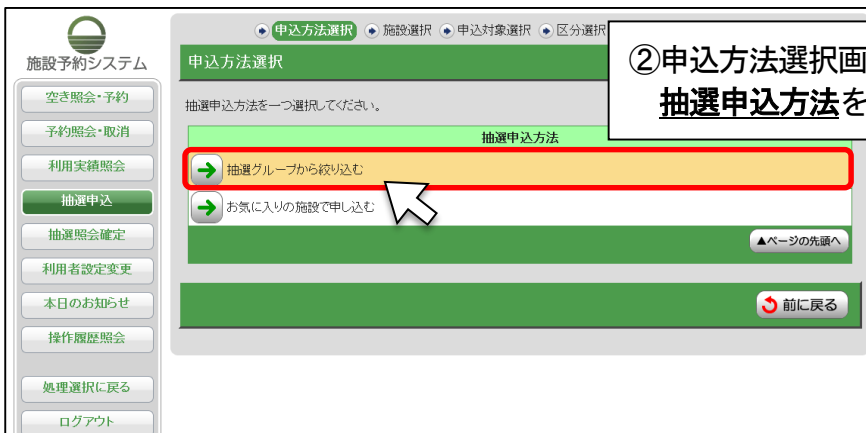 施設予約システム
空き照会・予約
予約照会・取消
利用実績照会
抽選申込
抽選照会確定
利用者設定変更
本日のお知らせ
操作履歴照会
処理選択に戻る
ログアウト
申込方法選択 施設選択 申込対象選択 区分選択
申込方法選択
抽選申込方法を一つ選択してください。
抽選申込方法
抽選グループから絞り込む
お気に入りの施設で申し込む
▲ページの先頭へ
前に戻る
②申込方法選択画
抽選申込方法を